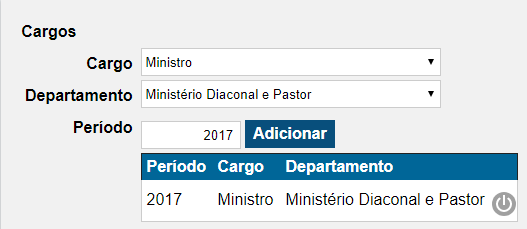 Cargos
Cargo Ministro
Departamento Ministério Diaconal e Pastor
Período 2017 Adicionar
Período Cargo Departamento
2017 Ministro Ministério Diaconal e Pastor